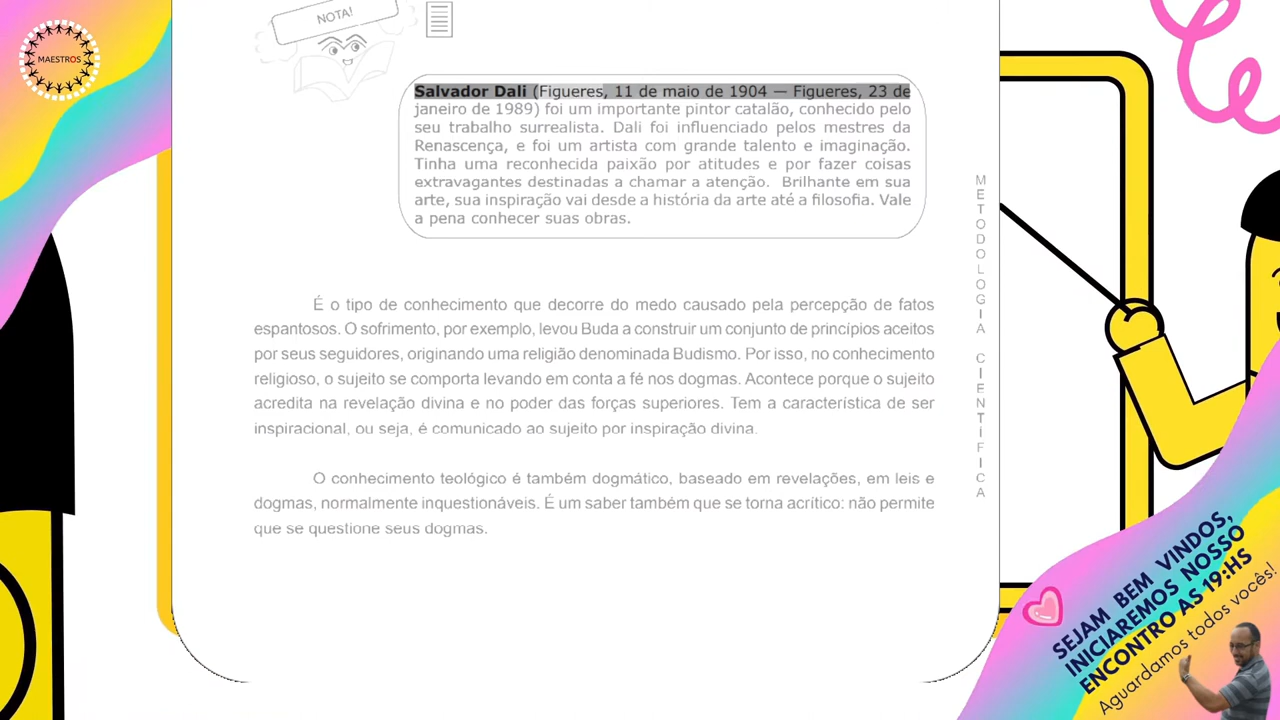 MAESTROS
NOTA!
Salvador Dali (Figueres, 11 de maio de 1904 — Figueres, 23 de
janeiro de 1989) foi um importante pintor catalão, conhecido pelo
seu trabalho surrealista. Dali foi influenciado pelos mestres da
Renascença, e foi um artista com grande talento e imaginação.
Tinha uma reconhecida paixão por atitudes e por fazer coisas
extravagantes destinadas a chamar a atenção. Brilhante em sua
arte, sua inspiração vai desde a história da arte até a filosofia. Vale
a pena conhecer suas obras.
É o tipo de conhecimento que decorre do medo causado pela percepção de fatos
espantosos. O sofrimento, por exemplo, levou Buda a construir um conjunto de princípios aceitos
por seus seguidores, originando uma religião denominada Budismo. Por isso, no conhecimento
religioso, o sujeito se comporta levando em conta a fé nos dogmas. Acontece porque o sujeito
acredita na revelação divina e no poder das forças superiores. Tem a característica de ser
inspiracional, ou seja, é comunicado ao sujeito por inspiração divina.
O conhecimento teológico é também dogmático, baseado em revelações, em leis e
dogmas, normalmente inquestionáveis. É um saber também que se torna acrítico: não permite
que se questione seus dogmas.
METODOLOGIA CIENTÍFICA
SEJAM BEM VINDOS,
INICIAREMOS NOSSO
ENCONTRO AS 19:HS
Aguardamos todos vocês!